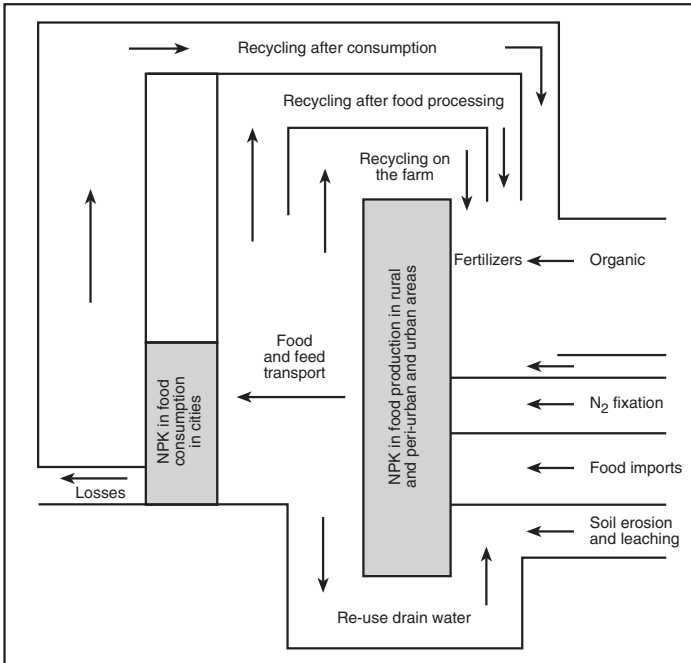 Recycling after consumption
Recycling after food processing
Recycling on
the farm
Fertilizers
Organic
Food
and feed
transport
NPK in food
consumption
in cities
NPK in food production in rural
and peri-urban and urban areas
N₂ fixation
Food imports
Losses
Soil erosion
and leaching
Re-use drain water